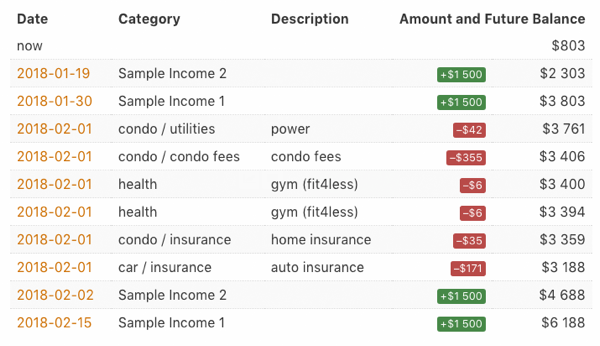 Date Category Description Amount and Future Balance
now $803
2018-01-19 Sample Income 2 +$1 500 $2 303
2018-01-30 Sample Income 1 +$1 500 $3 803
2018-02-01 condo / utilities power –$42 $3 761
2018-02-01 condo / condo fees condo fees –$355 $3 406
2018-02-01 health gym (fit4less) –$6 $3 400
2018-02-01 health gym (fit4less) –$6 $3 394
2018-02-01 condo / insurance home insurance –$35 $3 359
2018-02-01 car / insurance auto insurance –$171 $3 188
2018-02-02 Sample Income 2 +$1 500 $4 688
2018-02-15 Sample Income 1 +$1 500 $6 188